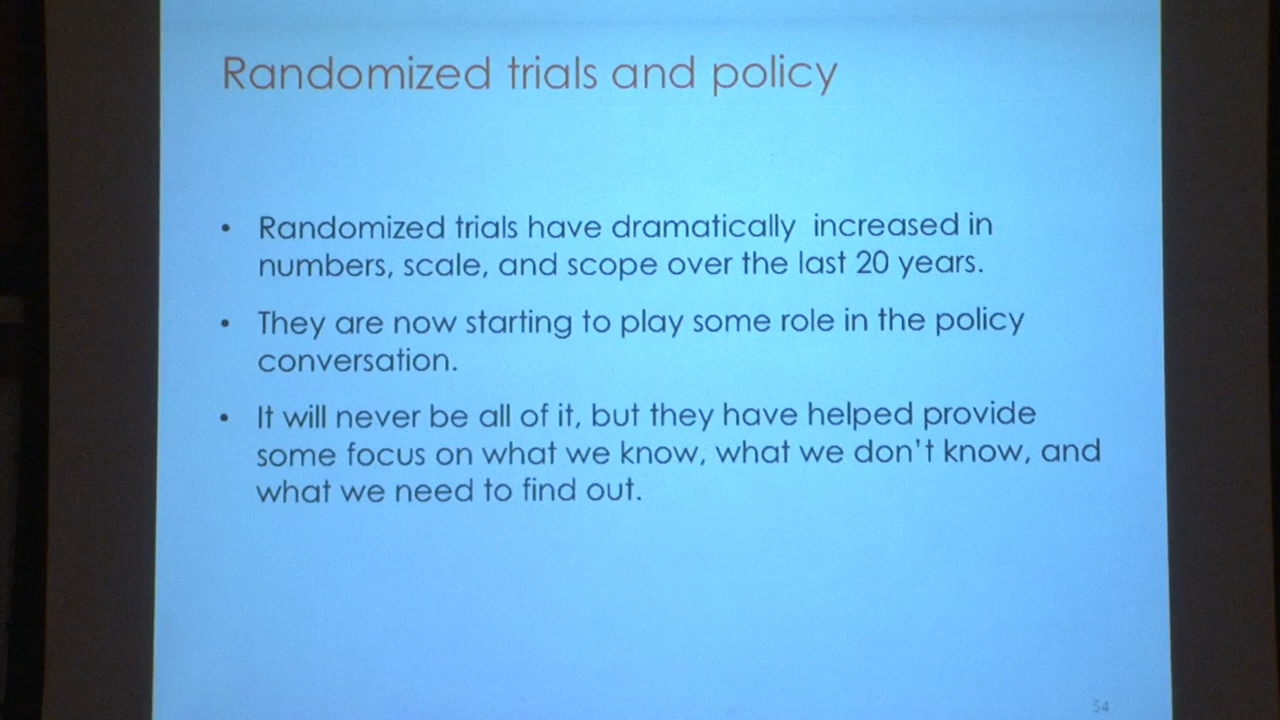 Randomized trials and policy
• Randomized trials have dramatically increased in
numbers, scale, and scope over the last 20 years.
• They are now starting to play some role in the policy
conversation.
• It will never be all of it, but they have helped provide
some focus on what we know, what we don't know, and
what we need to find out.
54